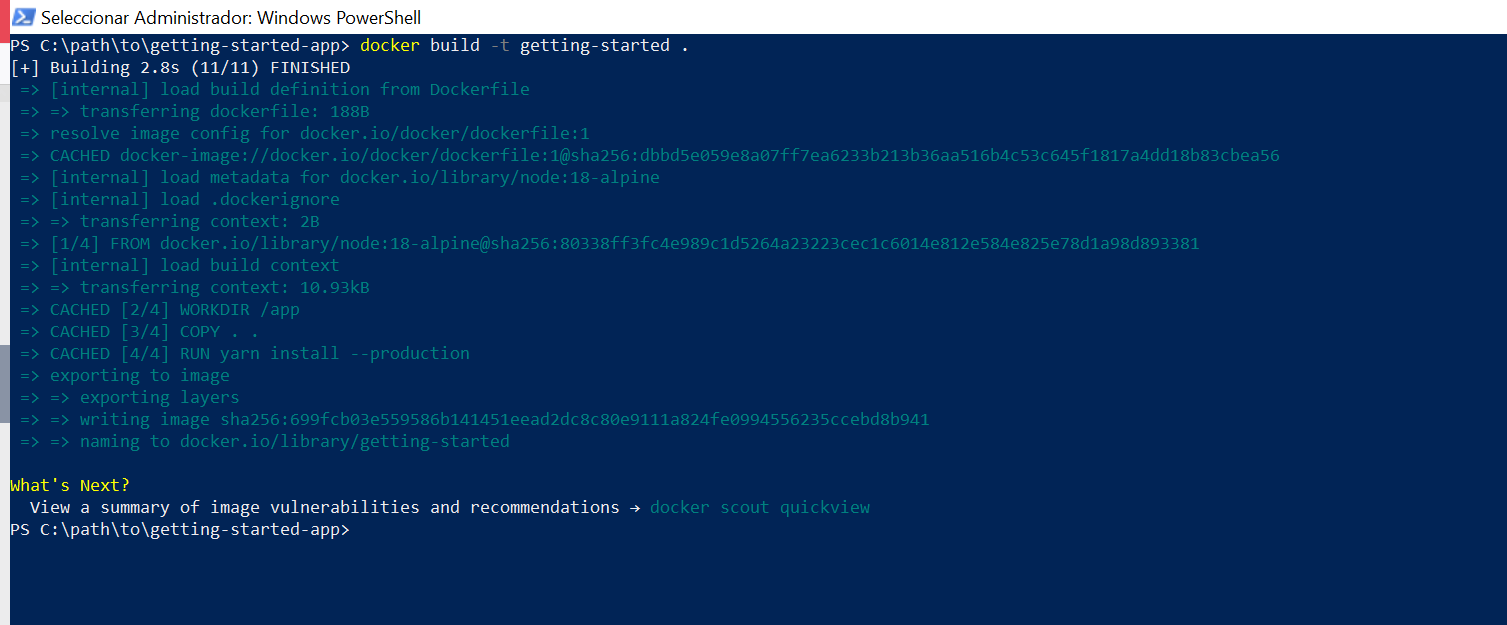 Seleccionar Administrador: Windows PowerShell
PS C:\path\to\getting-started-app> docker build -t getting-started .
[+] Building 2.8s (11/11) FINISHED
 => [internal] load build definition from Dockerfile
 => => transferring dockerfile: 188B
 => resolve image config for docker.io/docker/dockerfile:1
 => CACHED docker-image://docker.io/docker/dockerfile:1@sha256:dbbd5e059e8a07ff7ea6233b213b36aa516b4c53c645f1817a4dd18b83cbea56
 => [internal] load metadata for docker.io/library/node:18-alpine
 => [internal] load .dockerignore
 => => transferring context: 2B
 => [1/4] FROM docker.io/library/node:18-alpine@sha256:80338ff3fc4e989c1d5264a23223cec1c6014e812e584e825e78d1a98d893381
 => [internal] load build context
 => => transferring context: 10.93kB
 => CACHED [2/4] WORKDIR /app
 => CACHED [3/4] COPY . .
 => CACHED [4/4] RUN yarn install --production
 => exporting to image
 => => exporting layers
 => => writing image sha256:699fcb03e559586b141451eead2dc8c80e9111a824fe0994556235ccebd8b941
 => => naming to docker.io/library/getting-started
What's Next?
  View a summary of image vulnerabilities and recommendations → docker scout quickview
PS C:\path\to\getting-started-app>